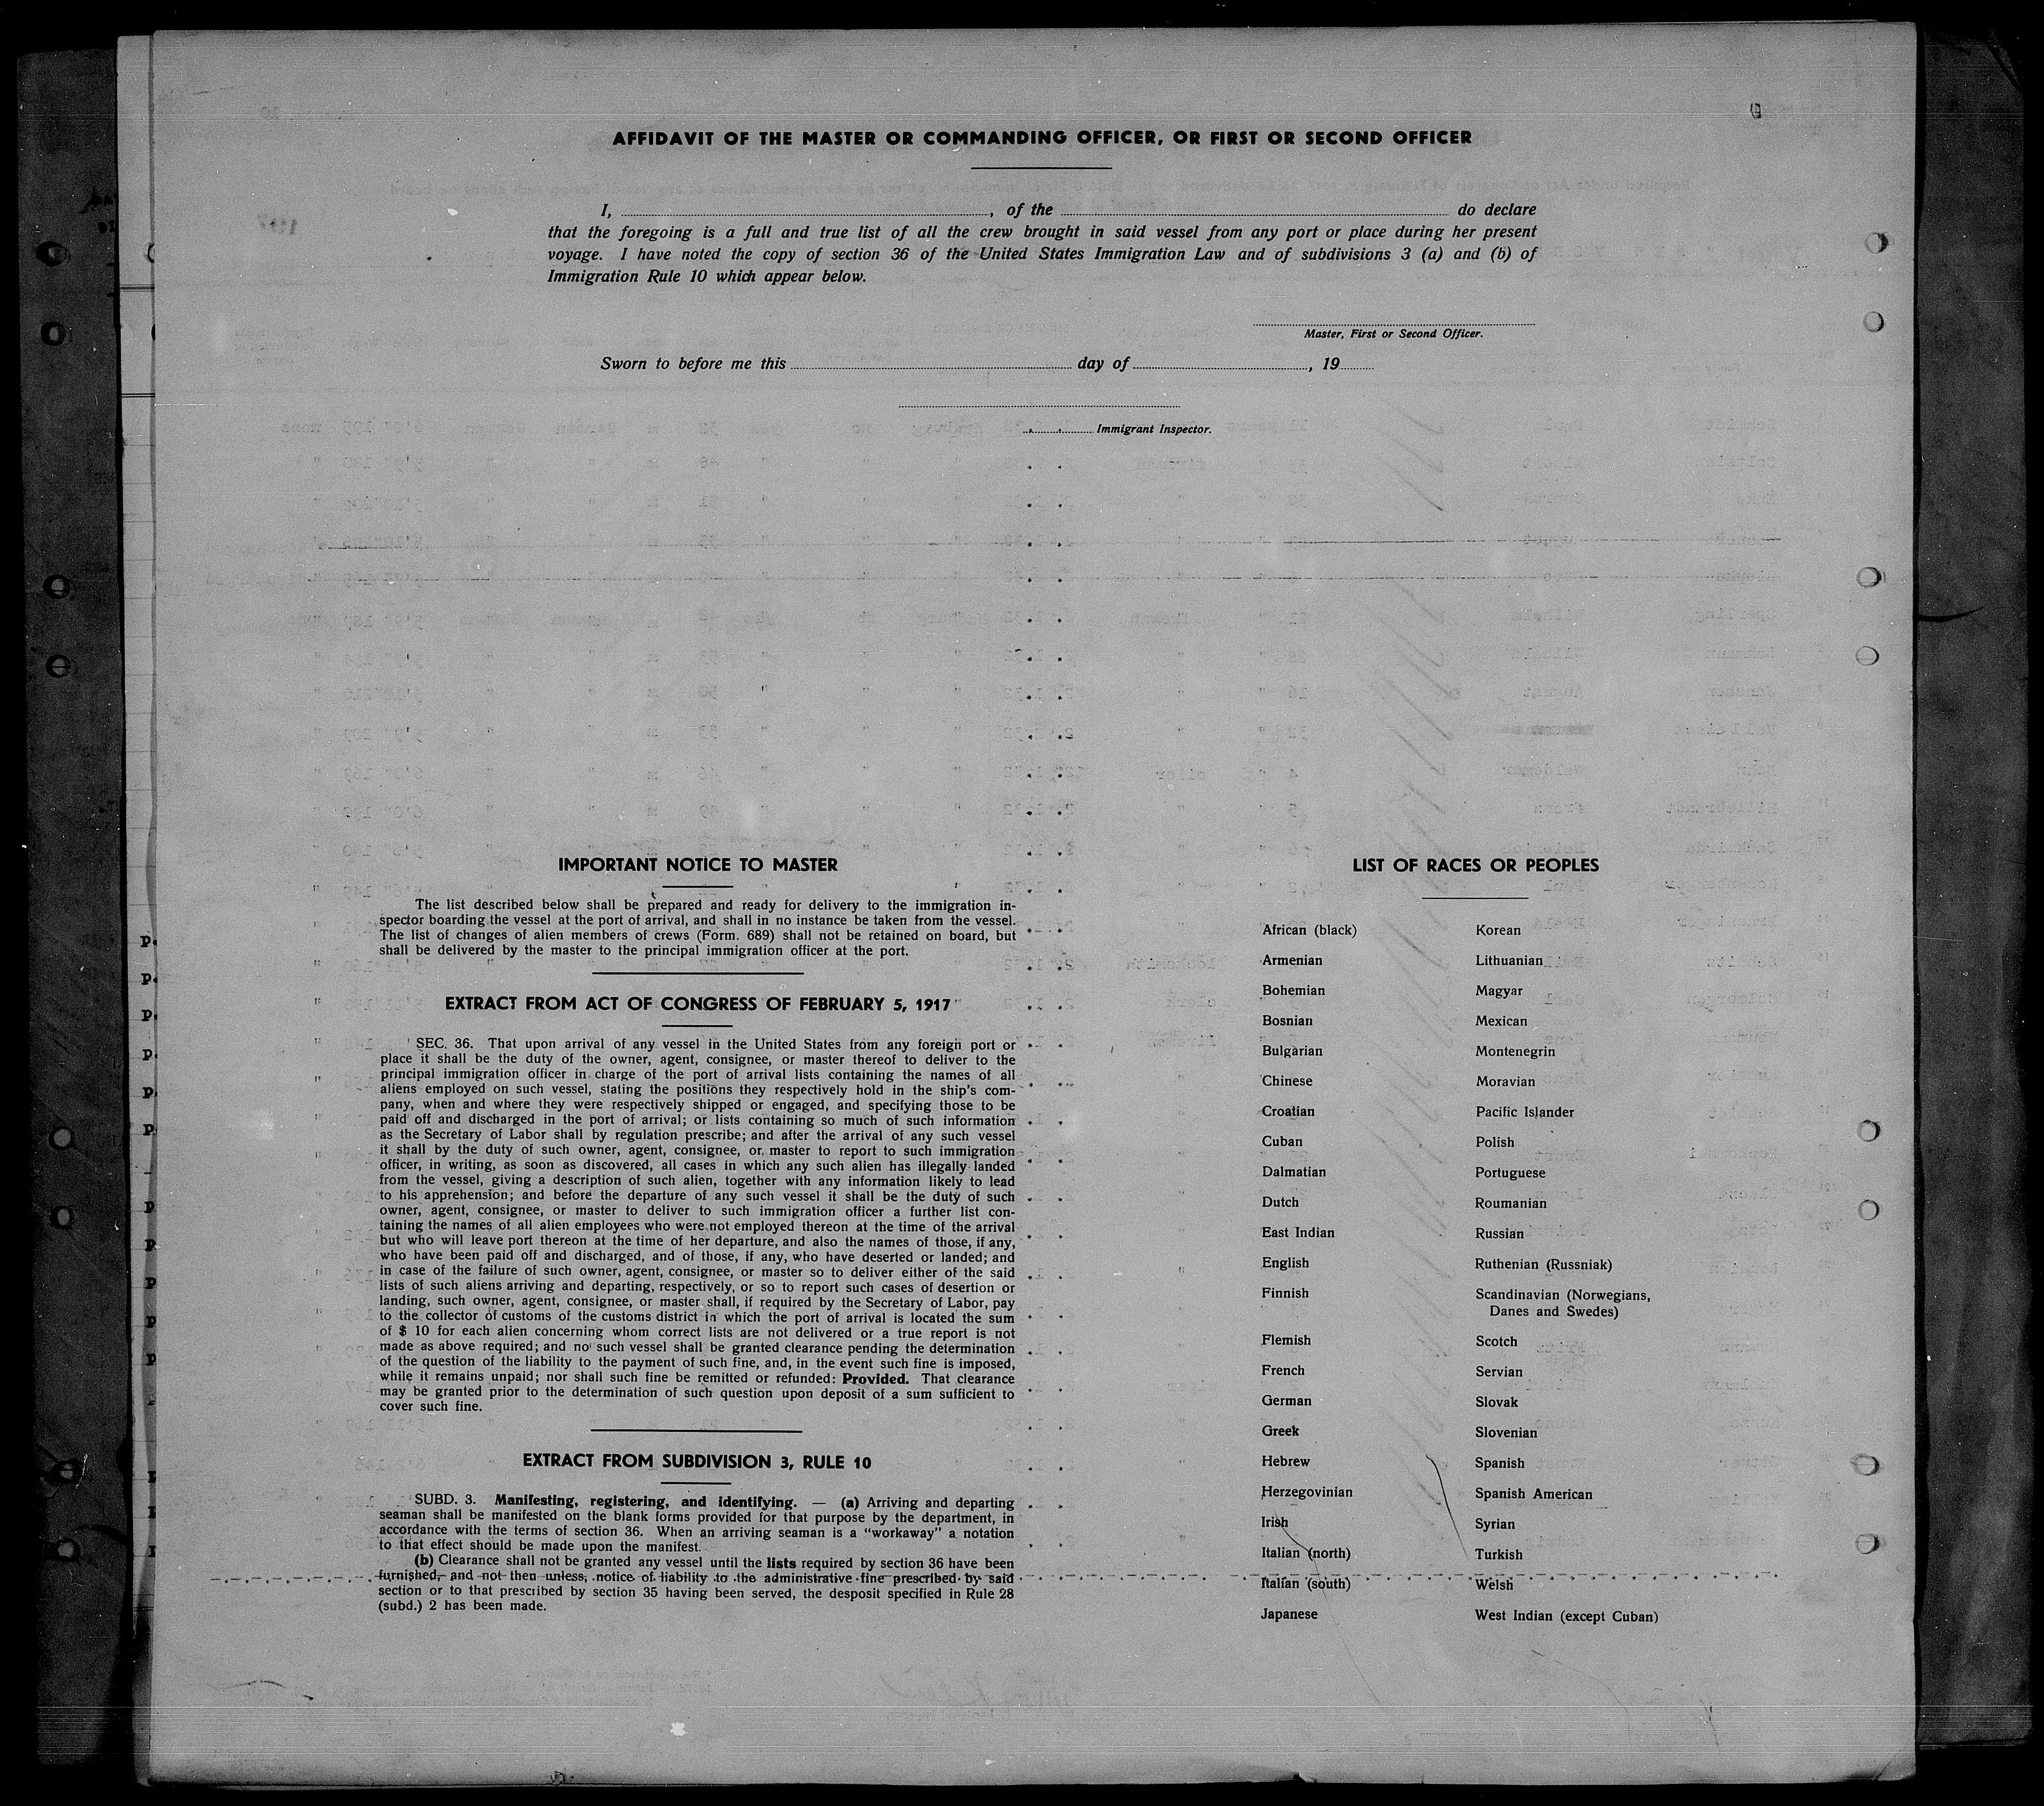 AFFIDAVIT OF THE MASTER OR COMMANDING OFFICER, OR FIRST OR SECOND OFFICER
I, , of the do declare
that the foregoing is a full and true list of all the crew brought in said vessel from any port or place during her present
voyage. I have noted the copy of section 36 of the United States Immigration Law and of subdivisions 3 (a) and (b) of
Immigration Rule 10 which appear below.
Master, First or Second Officer.
Sworn to before me this day of , 19
Immigrant Inspector.
IMPORTANT NOTICE TO MASTER
The list described below shall be prepared and ready for delivery to the immigration in-
spector boarding the vessel at the port of arrival, and shall in no instance be taken from the vessel.
The list of changes of alien members of crews (Form. 689) shall not be retained on board, but
shall be delivered by the master to the principal immigration officer at the port.
EXTRACT FROM ACT OF CONGRESS OF FEBRUARY 5, 1917
SEC. 36. That upon arrival of any vessel in the United States from any foreign port or
place it shall be the duty of the owner, agent, consignee, or master thereof to deliver to the
principal immigration officer in charge of the port of arrival lists containing the names of all
aliens employed on such vessel, stating the positions they respectively hold in the ship's com-
pany, when and where they were respectively shipped or engaged, and specifying those to be
paid off and discharged in the port of arrival; or lists containing so much of such information
as the Secretary of Labor shall by regulation prescribe; and after the arrival of any such vessel
it shall by the duty of such owner, agent, consignee, or master to report to such immigration
officer, in writing, as soon as discovered, all cases in which any such alien has illegally landed
from the vessel, giving a description of such alien, together with any information likely to lead
to his apprehension; and before the departure of any such vessel it shall be the duty of such
owner, agent, consignee, or master to deliver to such immigration officer a further list con-
taining the names of all alien employees who were not employed thereon at the time of the arrival
but who will leave port thereon at the time of her departure, and also the names of those, if any,
who have been paid off and discharged, and of those, if any, who have deserted or landed; and
in case of the failure of such owner, agent, consignee, or master so to deliver either of the said
lists of such aliens arriving and departing, respectively, or so to report such cases of desertion or
landing, such owner, agent, consignee, or master shall, if required by the Secretary of Labor, pay
to the collector of customs of the customs district in which the port of arrival is located the sum
of $ 10 for each alien concerning whom correct lists are not delivered or a true report is not
made as above required; and no such vessel shall be granted clearance pending the determination
of the question of the liability to the payment of such fine, and, in the event such fine is imposed,
while it remains unpaid; nor shall such fine be remitted or refunded: Provided. That clearance
may be granted prior to the determination of such question upon deposit of a sum sufficient to
cover such fine.
EXTRACT FROM SUBDIVISION 3, RULE 10
SUBD. 3. Manifesting, registering, and identifying. — (a) Arriving and departing
seaman shall be manifested on the blank forms provided for that purpose by the department, in
accordance with the terms of section 36. When an arriving seaman is a “workaway” a notation
to that effect should be made upon the manifest.
(b) Clearance shall not be granted any vessel until the lists required by section 36 have been
furnished, and not then unless, notice of liability to the administrative fine prescribed by said
section or to that prescribed by section 35 having been served, the desposit specified in Rule 28
(subd.) 2 has been made.
LIST OF RACES OR PEOPLES
African (black)
Armenian
Bohemian
Bosnian
Bulgarian
Chinese
Croatian
Cuban
Dalmatian
Dutch
East Indian
English
Finnish
Flemish
French
German
Greek
Hebrew
Herzegovinian
Irish
Italian (north)
Italian (south)
Japanese
Korean
Lithuanian
Magyar
Mexican
Montenegrin
Moravian
Pacific Islander
Polish
Portuguese
Roumanian
Russian
Ruthenian (Russniak)
Scandinavian (Norwegians,
Danes and Swedes)
Scotch
Servian
Slovak
Slovenian
Spanish
Spanish American
Syrian
Turkish
Welsh
West Indian (except Cuban)